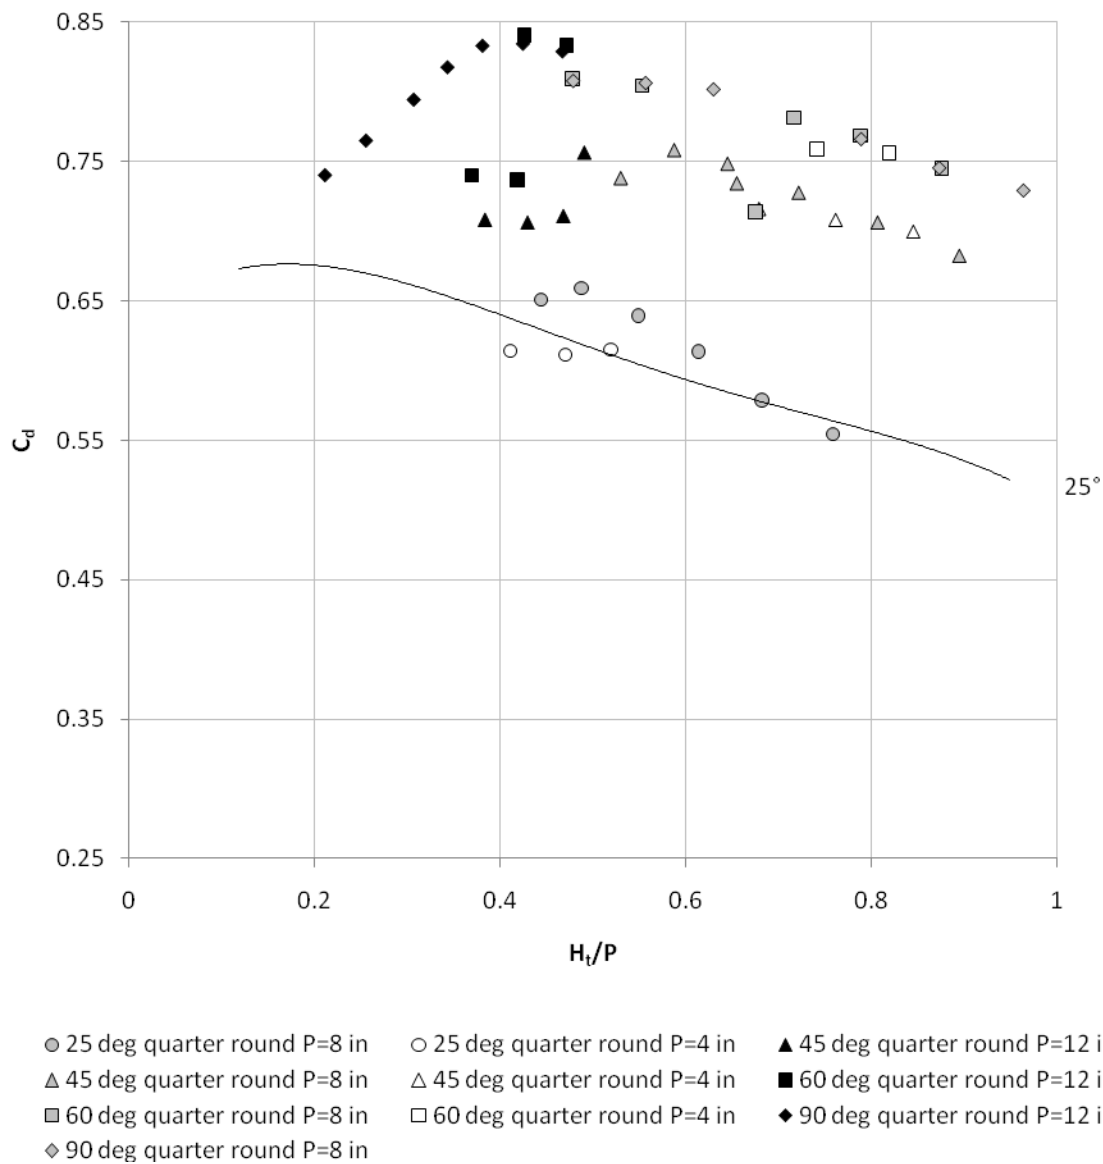 0.85
0.75
0.65
0.55
0.45
0.35
0.25
C_d
25°
0 0.2 0.4 0.6 0.8 1
H_t/P
25 deg quarter round P=8 in 25 deg quarter round P=4 in 45 deg quarter round P=12 i
45 deg quarter round P=8 in 45 deg quarter round P=4 in 60 deg quarter round P=12 i
60 deg quarter round P=8 in 60 deg quarter round P=4 in 90 deg quarter round P=12 i
90 deg quarter round P=8 in